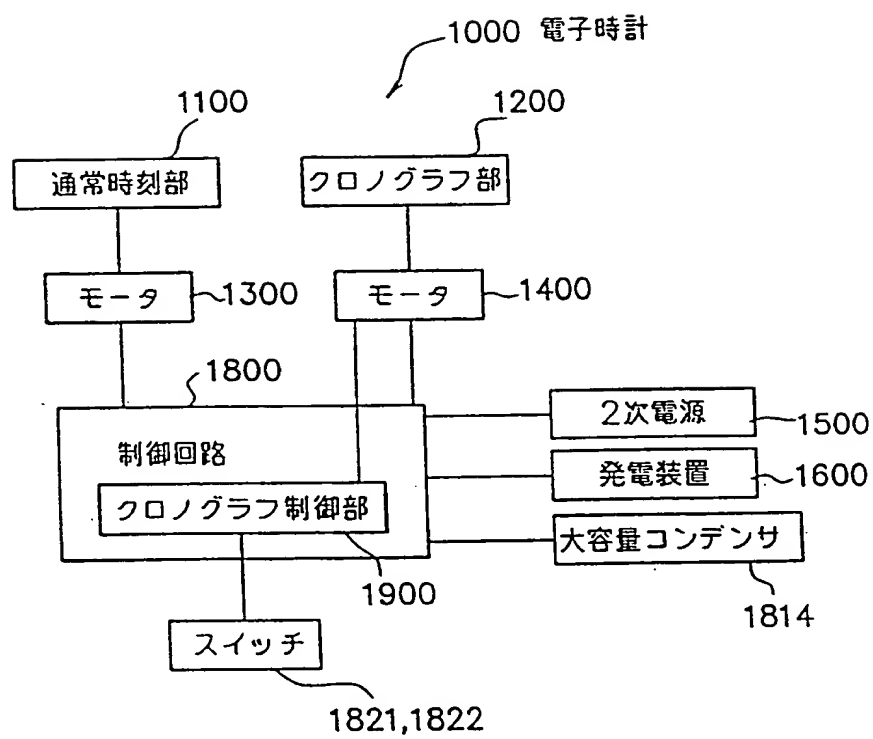 1000 電子時計
1100
1200
通常時刻部
クロノグラフ部
モータ
1300
モータ
1400
1800
2次電源
1500
制御回路
発電装置
1600
クロノグラフ制御部
大容量コンデンサ
1900
1814
スイッチ
1821,1822